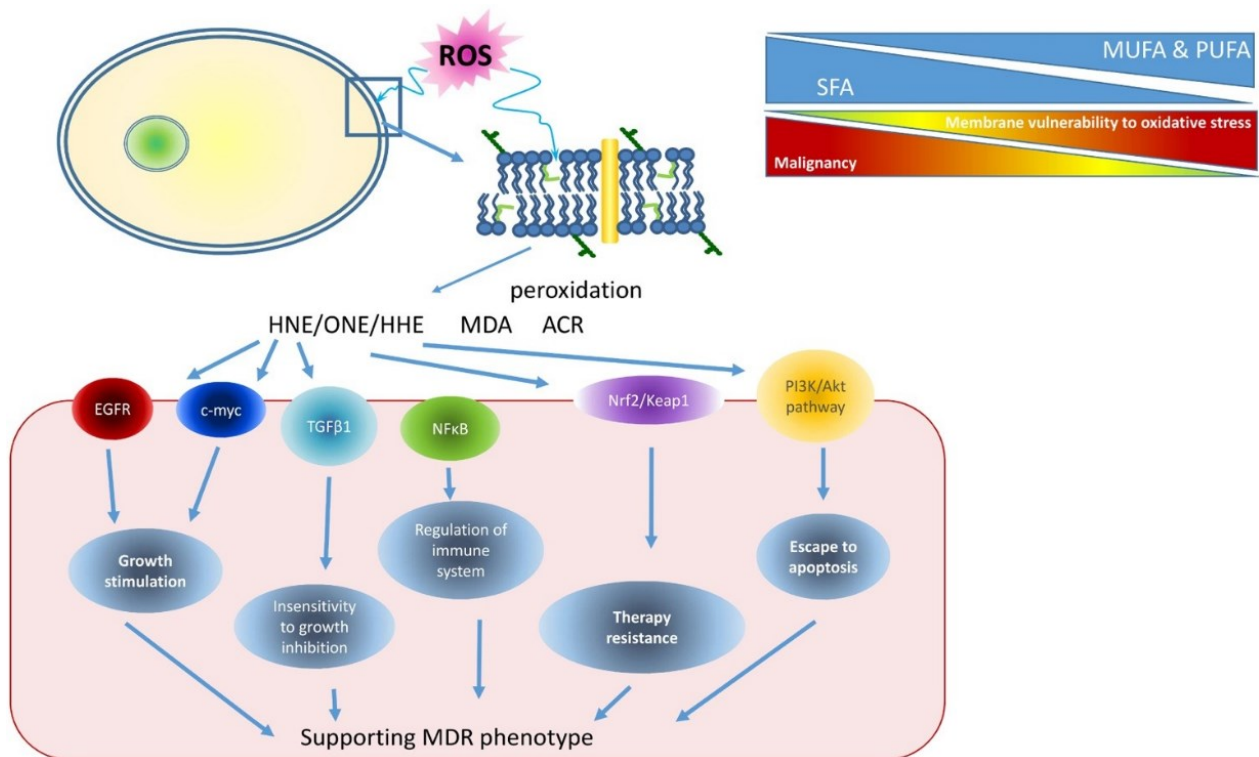 ROS
MUFA & PUFA
SFA
Membrane vulnerability to oxidative stress
Malignancy
peroxidation
HNE/ONE/HHE MDA ACR
EGFR
c-myc
TGFβ1
NFκB
Nrf2/Keap1
PI3K/Akt
pathway
Growth
stimulation
Insensitivity
to growth
inhibition
Regulation of
immune
system
Therapy
resistance
Escape to
apoptosis
Supporting MDR phenotype